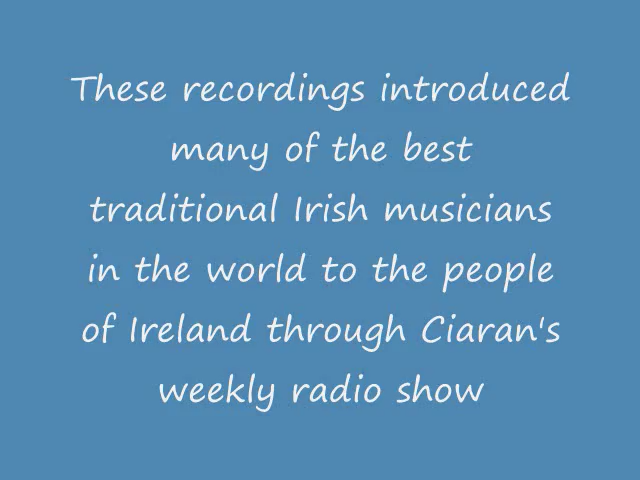 These recordings introduced
many of the best
traditional Irish musicians
in the world to the people
of Ireland through Ciaran's
weekly radio show